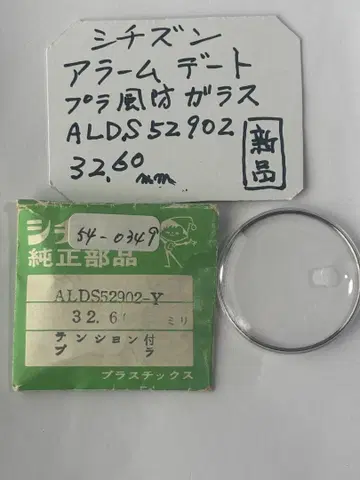 シチズン
アラーム デート
プラ風防ガラス
ALDS52902
32.60mm
新品
54-0349
シチ
純正部品
ALDS52902-Y
32.6 ミリ
テンション付
プラ
プラスチックス